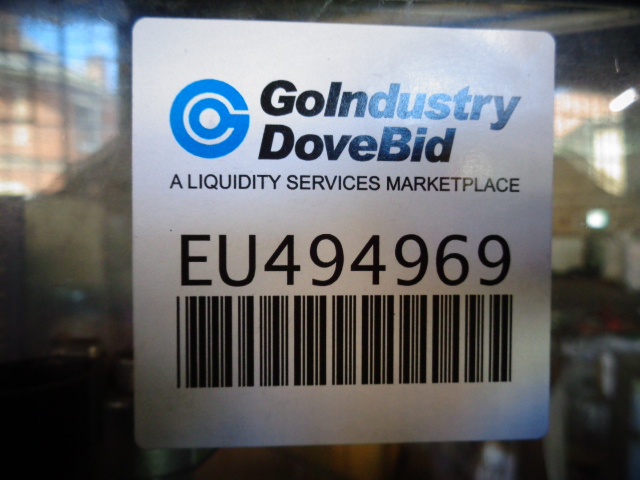 GoIndustry
DoveBid
A LIQUIDITY SERVICES MARKETPLACE
EU494969